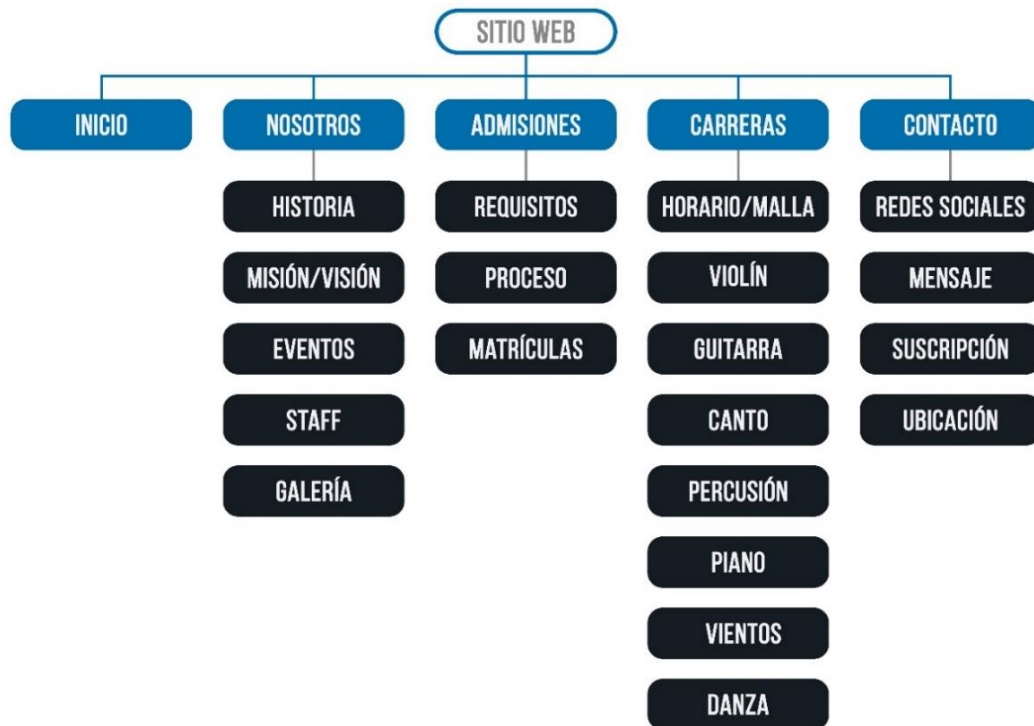 SITIO WEB
INICIO
NOSOTROS
ADMISIONES
CARRERAS
CONTACTO
HISTORIA
MISIÓN/VISIÓN
EVENTOS
STAFF
GALERÍA
REQUISITOS
PROCESO
MATRÍCULAS
HORARIO/MALLA
VIOLÍN
GUITARRA
CANTO
PERCUSIÓN
PIANO
VIENTOS
DANZA
REDES SOCIALES
MENSAJE
SUSCRIPCIÓN
UBICACIÓN